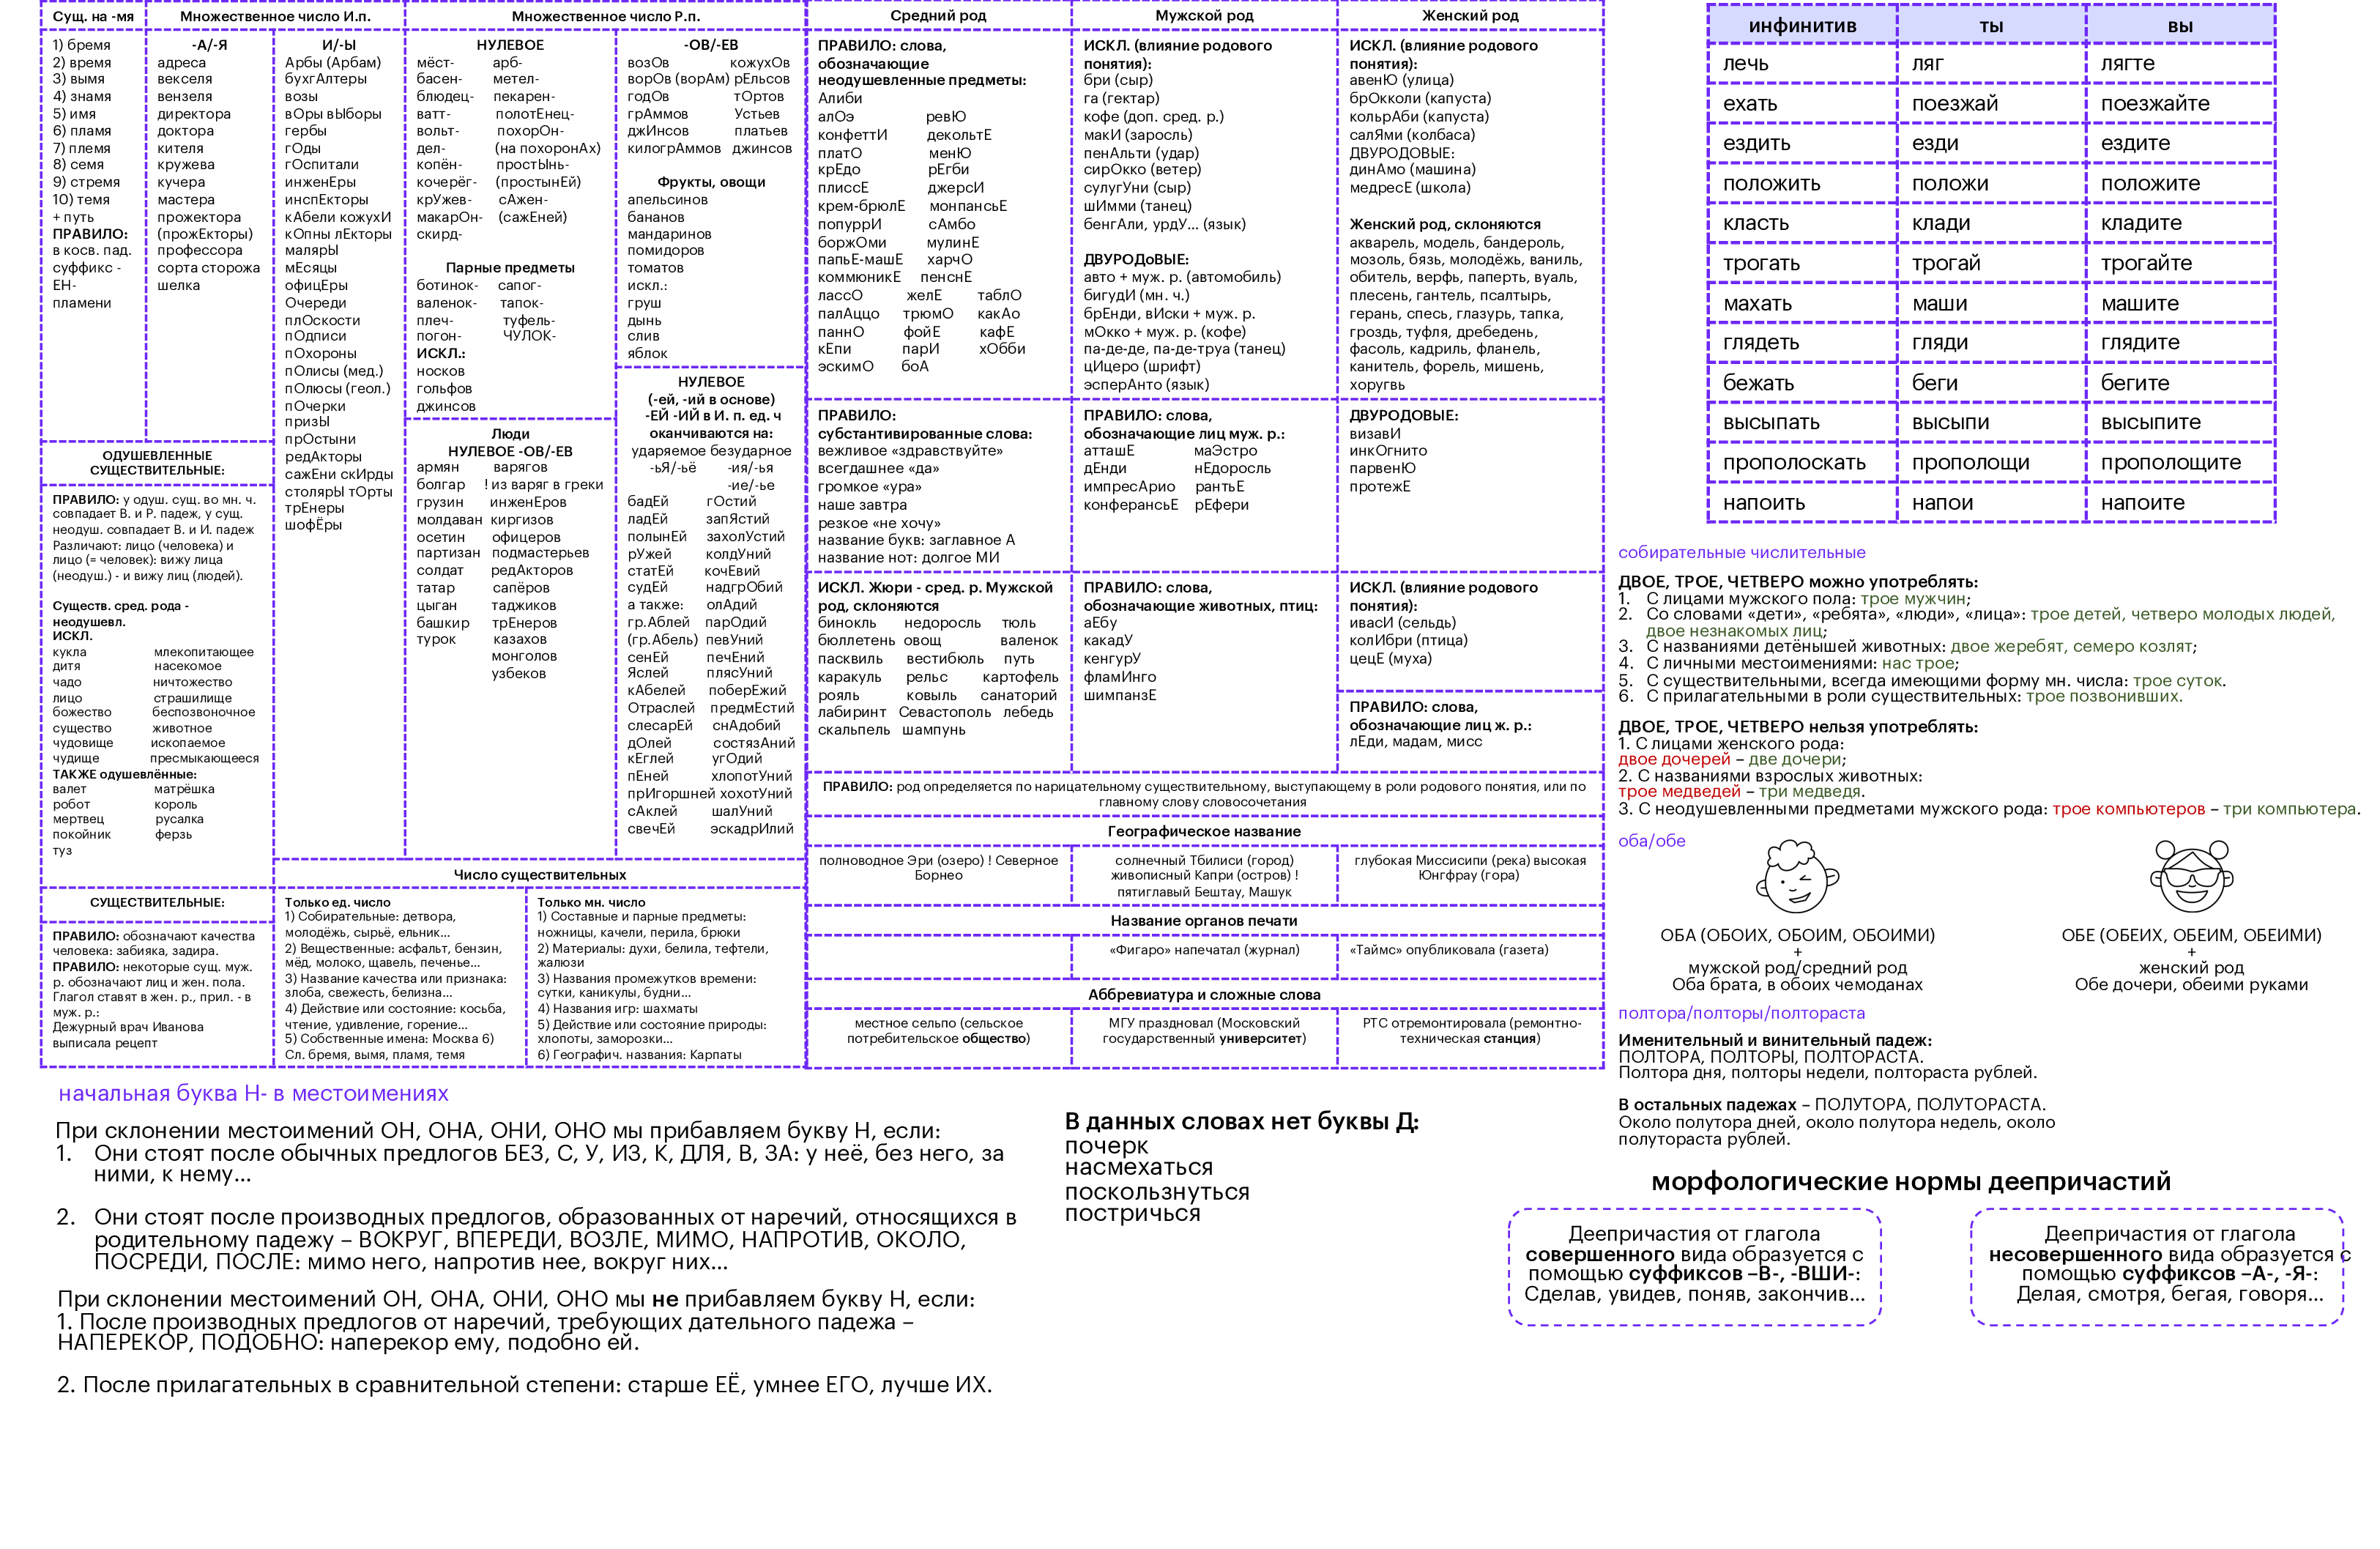 Сущ. на -мя
1) бремя
2) время
3) вымя
4) знамя
5) имя
6) пламя
7) племя
8) семя
9) стремя
10) темя
+ путь
ПРАВИЛО:
в косв. пад.
суффикс -
ЕН-
пламени
Множественное число И.п.
-А/-Я
адреса
векселя
вензеля
директора
доктора
кителя
кружева
кучера
мастера
прожектора
(прожЕкторы)
профессора
сорта сторожа
шелка
И/-Ы
Арбы (Арбам)
бухгАлтеры
возы
вОры вЫборы
гербы
гОды
гОспитали
инженЕры
инспЕкторы
кАбели кожухИ
кОпны лЕкторы
малярЫ
мЕсяцы
офицЕры
Очереди
плОскости
пОдписи
пОхороны
пОлисы (мед.)
пОлюсы (геол.)
пОчерки
призЫ
прОстыни
редАкторы
сажЕни скИрды
столярЫ тОрты
трЕнеры
шофЁры
Множественное число Р.п.
НУЛЕВОЕ
мёст- арб-
басен- метел-
блюдец- пекарен-
ватт- полотЕнец-
вольт- похорОн-
дел- (на похоронАх)
копён- простЫнь-
кочерёг- (простынЕй)
крУжев- сАжен-
макарОн- (сажЕней)
скирд-
Парные предметы
ботинок- сапог-
валенок- тапок-
плеч- туфель-
погон- ЧУЛОК-
ИСКЛ.:
носков
гольфов
джинсов
Люди
НУЛЕВОЕ -ОВ/-ЕВ
армян варягов
болгар ! из варяг в греки
грузин инженЕров
молдаван киргизов
осетин офицеров
партизан подмастерьев
солдат редАкторов
татар сапёров
цыган таджиков
башкир трЕнеров
турок казахов
монголов
узбеков
-ОВ/-ЕВ
возОв кожухОв
ворОв (ворАм) рЕльсов
годОв тОртов
грАммов Устьев
джИнсов платьев
килогрАммов джинсов
Фрукты, овощи
апельсинов
бананов
мандаринов
помидоров
томатов
искл.:
груш
дынь
слив
яблок
НУЛЕВОЕ
(-ей, -ий в основе)
-ЕЙ -ИЙ в И. п. ед. ч
оканчиваются на:
ударяемое безударное
-ьЯ/-ьё -ия/-ья
-ие/-ье
бадЕй гОстий
ладЕй запЯстий
полынЕй захолУстий
рУжей колдУний
статЕй кочЕвий
судЕй надгрОбий
а также: олАдий
гр.Аблей парОдий
(гр.Абель) певУний
сенЕй печЕний
Яслей плясУний
кАбелей поберЕжий
Отраслей предмЕстий
слесарЕй снАдобий
дОлей состязАний
кЕглей угОдий
пЕней хлопотУний
прИгоршней хохотУний
сАклей шалУний
свечЕй эскадрИлий
ОДУШЕВЛЕННЫЕ
СУЩЕСТВИТЕЛЬНЫЕ:
ПРАВИЛО: у одуш. сущ. во мн. ч.
совпадает В. и Р. падеж, у сущ.
неодуш. совпадает В. и И. падеж
Различают: лицо (человека) и
лицо (= человек): вижу лица
(неодуш.) - и вижу лиц (людей).
Существ. сред. рода -
неодушевл.
ИСКЛ.
кукла млекопитающее
дитя насекомое
чадо ничтожество
лицо страшилище
божество беспозвоночное
существо животное
чудовище ископаемое
чудище пресмыкающееся
ТАКЖЕ одушевлённые:
валет матрёшка
робот король
мертвец русалка
покойник ферзь
туз
СУЩЕСТВИТЕЛЬНЫЕ:
ПРАВИЛО: обозначают качества
человека: забияка, задира.
ПРАВИЛО: некоторые сущ. муж.
р. обозначают лиц и жен. пола.
Глагол ставят в жен. р., прил. - в
муж. р.:
Дежурный врач Иванова
выписала рецепт
Число существительных
Только ед. число
1) Собирательные: детвора,
молодёжь, сырьё, ельник...
2) Вещественные: асфальт, бензин,
мёд, молоко, щавель, печенье...
3) Название качества или признака:
злоба, свежесть, белизна...
4) Действие или состояние: косьба,
чтение, удивление, горение...
5) Собственные имена: Москва 6)
Сл. бремя, вымя, пламя, темя
Только мн. число
1) Составные и парные предметы:
ножницы, качели, перила, брюки
2) Материалы: духи, белила, тефтели,
жалюзи
3) Названия промежутков времени:
сутки, каникулы, будни...
4) Названия игр: шахматы
5) Действие или состояние природы:
хлопоты, заморозки...
6) Географич. названия: Карпаты
Средний род
ПРАВИЛО: слова,
обозначающие
неодушевленные предметы:
Алиби
алОэ ревЮ
конфеттИ декольтЕ
платО менЮ
крЕдо рЕгби
плиссЕ джерсИ
крем-брюлЕ монпансьЕ
попуррИ сАмбо
боржОми мулинЕ
папьЕ-машЕ харчО
коммюникЕ пенснЕ
лассО желЕ таблО
палАццо трюмО какАо
паннО фойЕ кафЕ
кЕпи парИ хОбби
эскимО боА
Мужской род
ИСКЛ. (влияние родового
понятия):
бри (сыр)
га (гектар)
кофе (доп. сред. р.)
макИ (заросль)
пенАльти (удар)
сирОкко (ветер)
сулугУни (сыр)
шИмми (танец)
бенгАли, урдУ... (язык)
ДВУРОДоВЫЕ:
авто + муж. р. (автомобиль)
бигудИ (мн. ч.)
брЕнди, вИски + муж. р.
мОкко + муж. р. (кофе)
па-де-де, па-де-труа (танец)
цИцеро (шрифт)
эсперАнто (язык)
Женский род
ИСКЛ. (влияние родового
понятия):
авенЮ (улица)
брОкколи (капуста)
кольрАби (капуста)
салЯми (колбаса)
ДВУРОДОВЫЕ:
динАмо (машина)
медресЕ (школа)
Женский род, склоняются
акварель, модель, бандероль,
мозоль, бязь, молодёжь, ваниль,
обитель, верфь, паперть, вуаль,
плесень, гантель, псалтырь,
герань, спесь, глазурь, тапка,
гроздь, туфля, дребедень,
фасоль, кадриль, фланель,
канитель, форель, мишень,
хоругвь
ПРАВИЛО:
субстантивированные слова:
вежливое «здравствуйте»
всегдашнее «да»
громкое «ура»
наше завтра
резкое «не хочу»
название букв: заглавное А
название нот: долгое МИ
ПРАВИЛО: слова,
обозначающие лиц муж. р.:
атташЕ маЭстро
дЕнди нЕдоросль
импресАрио рантьЕ
конферансьЕ рЕфери
ДВУРОДОВЫЕ:
визавИ
инкОгнито
парвенЮ
протежЕ
ИСКЛ. Жюри - сред. р. Мужской
род, склоняются
бинокль недоросль тюль
бюллетень овощ валенок
пасквиль вестибюль путь
каракуль рельс картофель
рояль ковыль санаторий
лабиринт Севастополь лебедь
скальпель шампунь
ПРАВИЛО: слова,
обозначающие животных, птиц:
аЕбу
какадУ
кенгурУ
фламИнго
шимпанзЕ
ИСКЛ. (влияние родового
понятия):
ивасИ (сельдь)
колИбри (птица)
цецЕ (муха)
ПРАВИЛО: слова,
обозначающие лиц ж. р.:
лЕди, мадам, мисс
ПРАВИЛО: род определяется по нарицательному существительному, выступающему в роли родового понятия, или по
главному слову словосочетания
Географическое название
полноводное Эри (озеро) ! Северное
Борнео
солнечный Тбилиси (город)
живописный Капри (остров) !
пятиглавый Бештау, Машук
глубокая Миссисипи (река) высокая
Юнгфрау (гора)
Название органов печати
«Фигаро» напечатал (журнал)
«Таймс» опубликовала (газета)
Аббревиатура и сложные слова
местное сельпо (сельское
потребительское общество)
МГУ праздновал (Московский
государственный университет)
РТС отремонтировала (ремонтно-
техническая станция)
инфинитив ты вы
лечь ляг лягте
ехать поезжай поезжайте
ездить езди ездите
положить положи положите
класть клади кладите
трогать трогай трогайте
махать маши машите
глядеть гляди глядите
бежать беги бегите
высыпать высыпи высыпите
прополоскать прополощи прополощите
напоить напои напоите
собирательные числительные
ДВОЕ, ТРОЕ, ЧЕТВЕРО можно употреблять:
1. С лицами мужского пола: трое мужчин;
2. Со словами «дети», «ребята», «люди», «лица»: трое детей, четверо молодых людей,
двое незнакомых лиц;
3. С названиями детёнышей животных: двое жеребят, семеро козлят;
4. С личными местоимениями: нас трое;
5. С существительными, всегда имеющими форму мн. числа: трое суток.
6. С прилагательными в роли существительных: трое позвонивших.
ДВОЕ, ТРОЕ, ЧЕТВЕРО нельзя употреблять:
1. С лицами женского рода:
двое дочерей – две дочери;
2. С названиями взрослых животных:
трое медведей – три медведя.
3. С неодушевленными предметами мужского рода: трое компьютеров – три компьютера.
оба/обе
ОБА (ОБОИХ, ОБОИМ, ОБОИМИ)
+
мужской род/средний род
Оба брата, в обоих чемоданах
ОБЕ (ОБЕИХ, ОБЕИМ, ОБЕИМИ)
+
женский род
Обе дочери, обеими руками
полтора/полторы/полтораста
Именительный и винительный падеж:
ПОЛТОРА, ПОЛТОРЫ, ПОЛТОРАСТА.
Полтора дня, полторы недели, полтораста рублей.
В остальных падежах – ПОЛУТОРА, ПОЛУТОРАСТА.
Около полутора дней, около полутора недель, около
полутораста рублей.
начальная буква Н- в местоимениях
При склонении местоимений ОН, ОНА, ОНИ, ОНО мы прибавляем букву Н, если:
1. Они стоят после обычных предлогов БЕЗ, С, У, ИЗ, К, ДЛЯ, В, ЗА: у неё, без него, за
ними, к нему...
2. Они стоят после производных предлогов, образованных от наречий, относящихся в
родительному падежу – ВОКРУГ, ВПЕРЕДИ, ВОЗЛЕ, МИМО, НАПРОТИВ, ОКОЛО,
ПОСРЕДИ, ПОСЛЕ: мимо него, напротив нее, вокруг них...
При склонении местоимений ОН, ОНА, ОНИ, ОНО мы не прибавляем букву Н, если:
1. После производных предлогов от наречий, требующих дательного падежа –
НАПЕРЕКОР, ПОДОБНО: наперекор ему, подобно ей.
2. После прилагательных в сравнительной степени: старше ЕЁ, умнее ЕГО, лучше ИХ.
В данных словах нет буквы Д:
почерк
насмехаться
поскользнуться
постричься
морфологические нормы деепричастий
Деепричастия от глагола
совершенного вида образуется с
помощью суффиксов –В-, -ВШИ-:
Сделав, увидев, поняв, закончив...
Деепричастия от глагола
несовершенного вида образуется с
помощью суффиксов –А-, -Я-:
Делая, смотря, бегая, говоря...